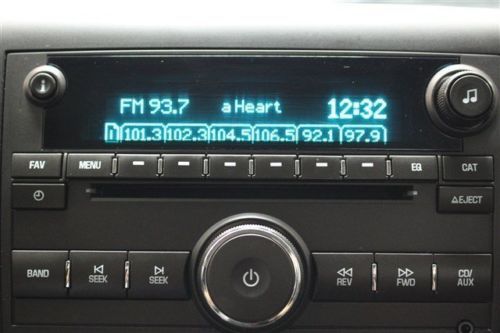 FM 93.7 a Heart 12:32
1 101.3 102.3 104.5 106.5 92.1 97.9
FAV MENU EQ CAT
EJECT
BAND SEEK SEEK REV FWD CD/AUX